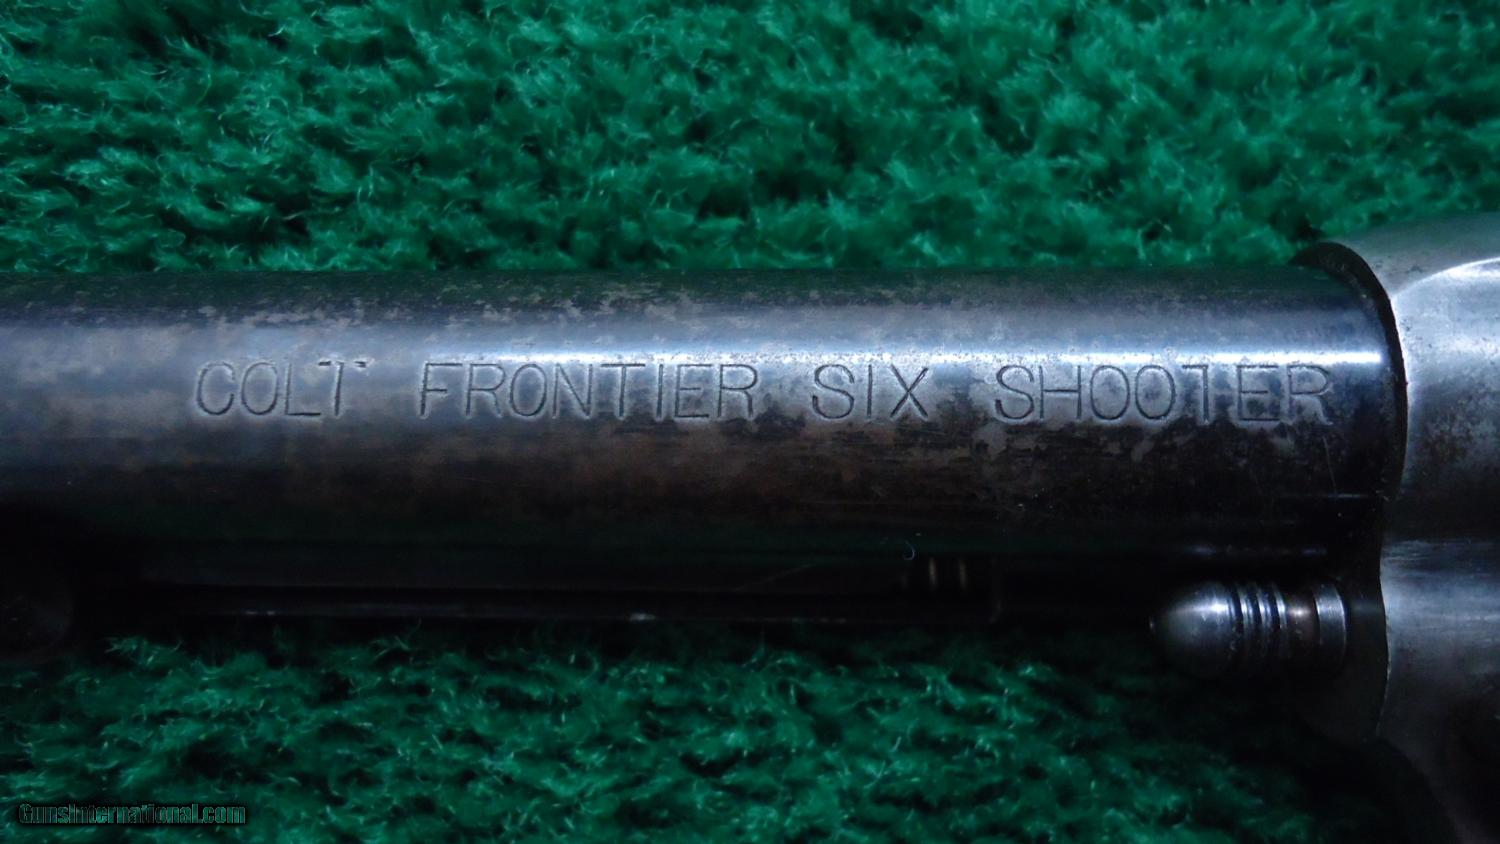 COLT FRONTIER SIX SHOOTER
GunsInternational.com